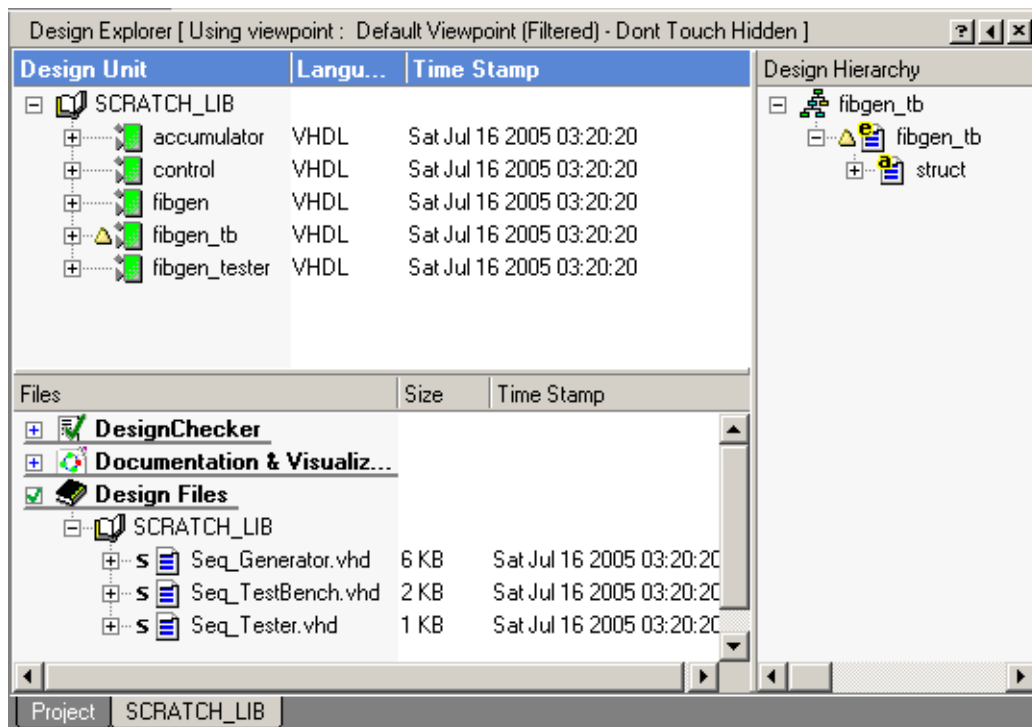 Design Explorer [ Using viewpoint : Default Viewpoint (Filtered) - Dont Touch Hidden ]
Design Unit Langu... Time Stamp
SCRATCH_LIB
accumulator VHDL Sat Jul 16 2005 03:20:20
control VHDL Sat Jul 16 2005 03:20:20
fibgen VHDL Sat Jul 16 2005 03:20:20
fibgen_tb VHDL Sat Jul 16 2005 03:20:20
fibgen_tester VHDL Sat Jul 16 2005 03:20:20
Design Hierarchy
fibgen_tb
fibgen_tb
struct
Files Size Time Stamp
DesignChecker
Documentation & Visualiz...
Design Files
SCRATCH_LIB
S Seq_Generator.vhd 6 KB Sat Jul 16 2005 03:20:20
S Seq_TestBench.vhd 2 KB Sat Jul 16 2005 03:20:20
S Seq_Tester.vhd 1 KB Sat Jul 16 2005 03:20:20
Project SCRATCH_LIB